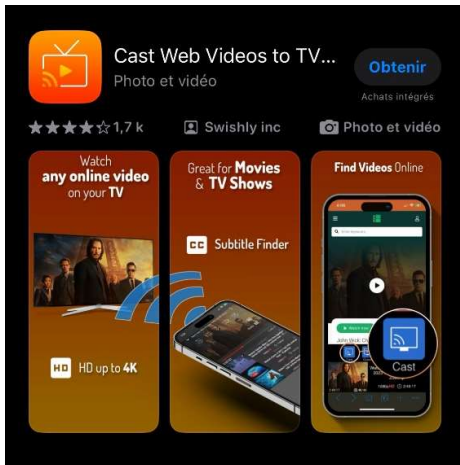 Cast Web Videos to TV...
Photo et vidéo
Obtenir
Achats intégrés
1,7 k
Swishly inc
Photo et vidéo
Watch
any online video
on your TV
HD HD up to 4K
Great for Movies
& TV Shows
CC Subtitle Finder
Find Videos Online
Cast